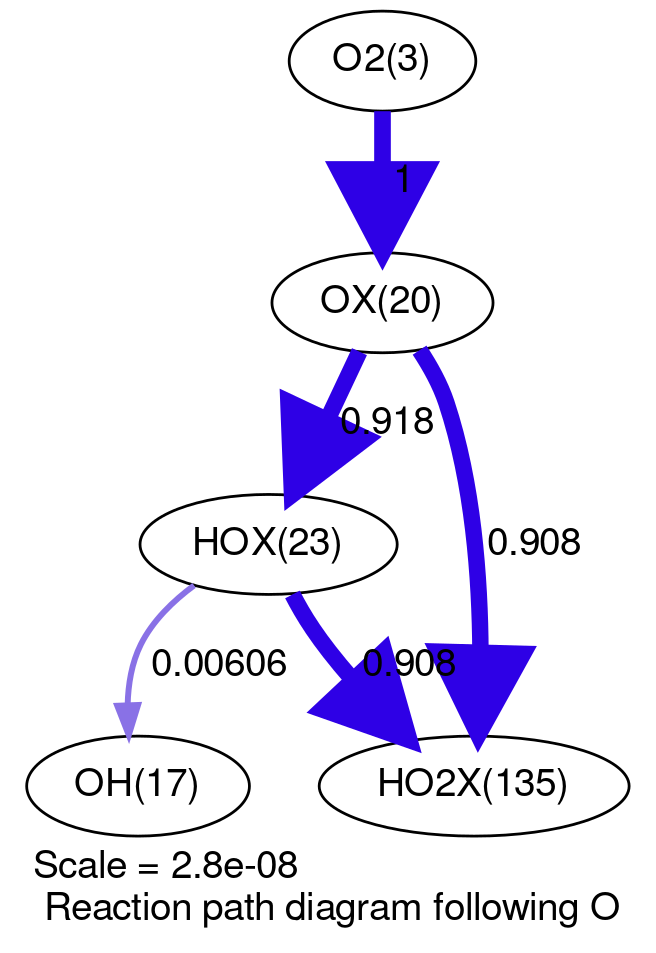 O2(3)
1
OX(20)
0.918
HOX(23)
0.908
0.00606
0.908
OH(17)
HO2X(135)
Scale = 2.8e-08
Reaction path diagram following O